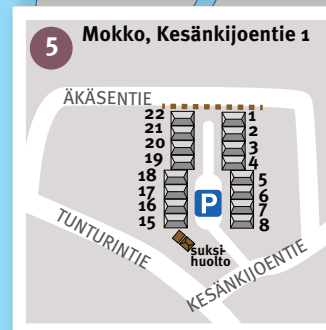 5
Mokko, Kesänkijoentie 1
ÄKÄSENTIE
22
21
20
19
18
17
16
15
1
2
3
4
5
6
7
8
P
suksi-
huolto
TUNTURINTIE
KESÄNKIJOENTIE